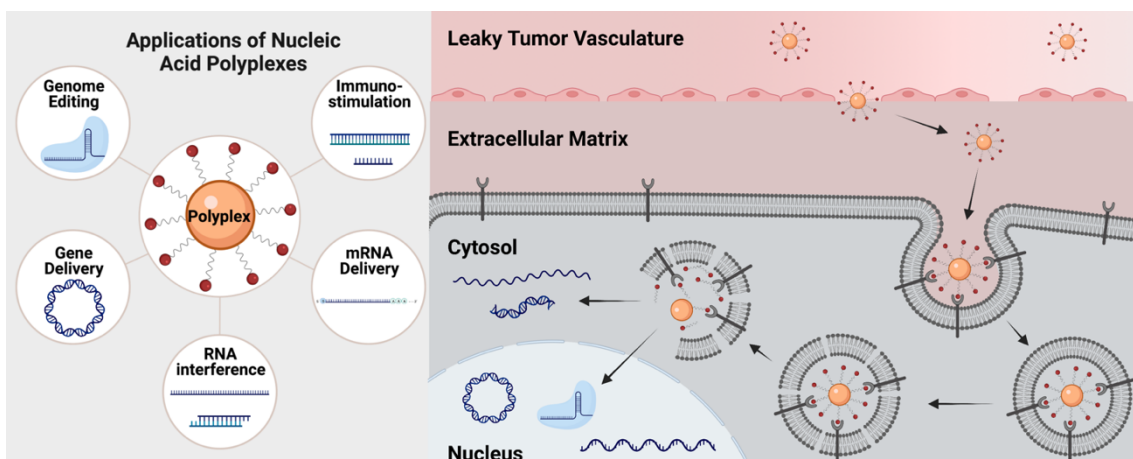 Applications of Nucleic
Acid Polyplexes
Genome
Editing
Immuno-
stimulation
Polyplex
Gene
Delivery
mRNA
Delivery
RNA
interference
Leaky Tumor Vasculature
Extracellular Matrix
Cytosol
Nucleus